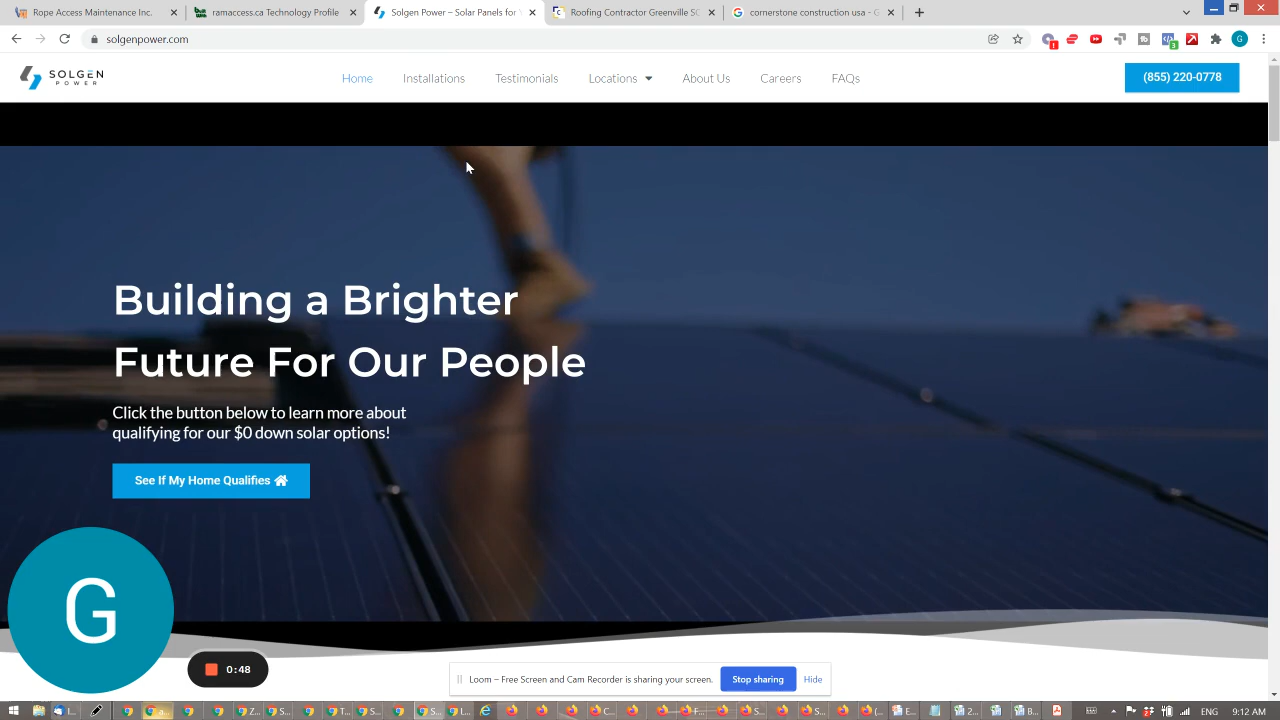 Rope Access Maintenance Inc.
ramaccess.ca Technology Profile
Solgen Power – Solar Panels for Y
Roofing Contractor Greenville SC
cornerstone construction usa - G
solgenpower.com
G
SOLGEN
POWER
Home
Installations
Testimonials
Locations
About Us
Careers
FAQs
(855) 220-0778
Building a Brighter
Future For Our People
Click the button below to learn more about
qualifying for our $0 down solar options!
See If My Home Qualifies
G
0:48
Loom – Free Screen and Cam Recorder is sharing your screen.
Stop sharing
Hide
ENG
9:12 AM